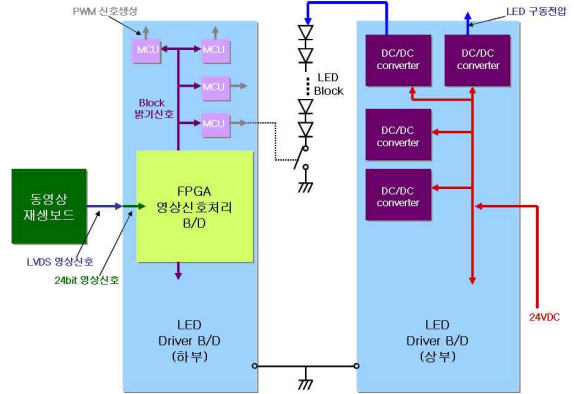 PWM 신호생성
MCU
MCU
MCU
MCU
Block
밝기신호
FPGA
영상신호처리
B/D
동영상
재생보드
LVDS 영상신호
24bit 영상신호
LED
Driver B/D
(하부)
LED
Block
LED 구동전압
DC/DC
converter
DC/DC
converter
DC/DC
converter
DC/DC
converter
24VDC
LED
Driver B/D
(상부)